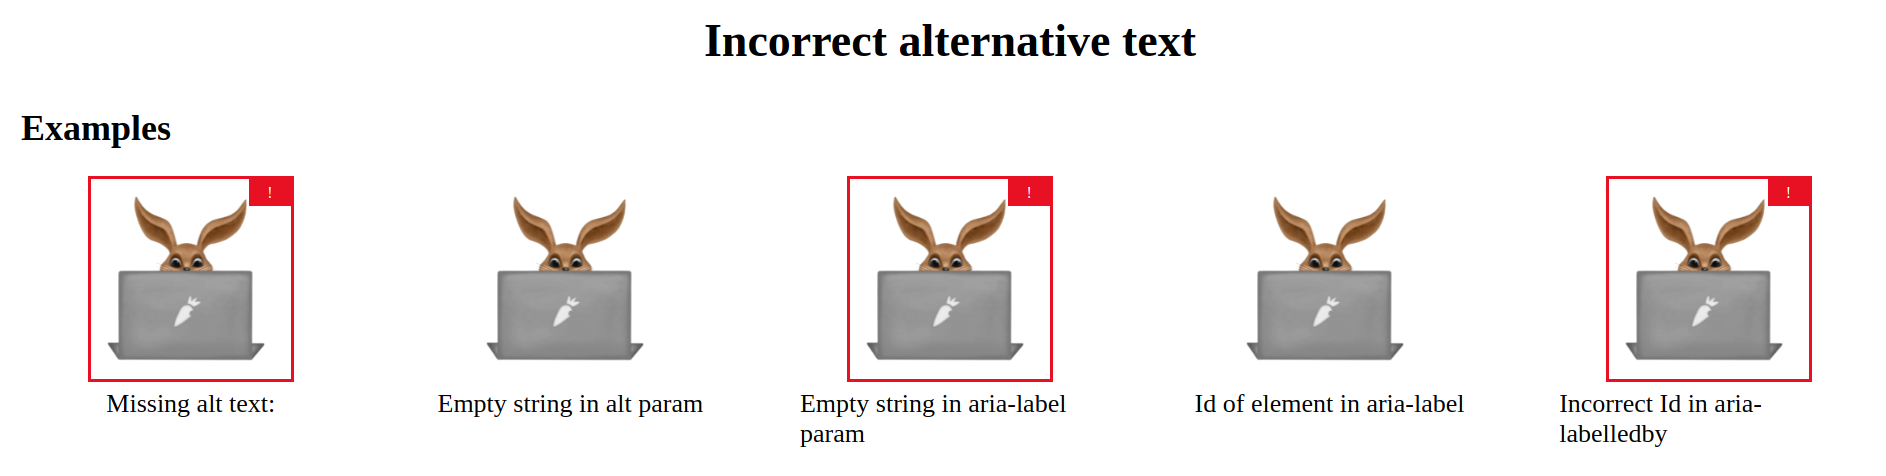 Incorrect alternative text
Examples
!
!
!
Missing alt text:
Empty string in alt param
Empty string in aria-label
param
Id of element in aria-label
Incorrect Id in aria-
labelledby